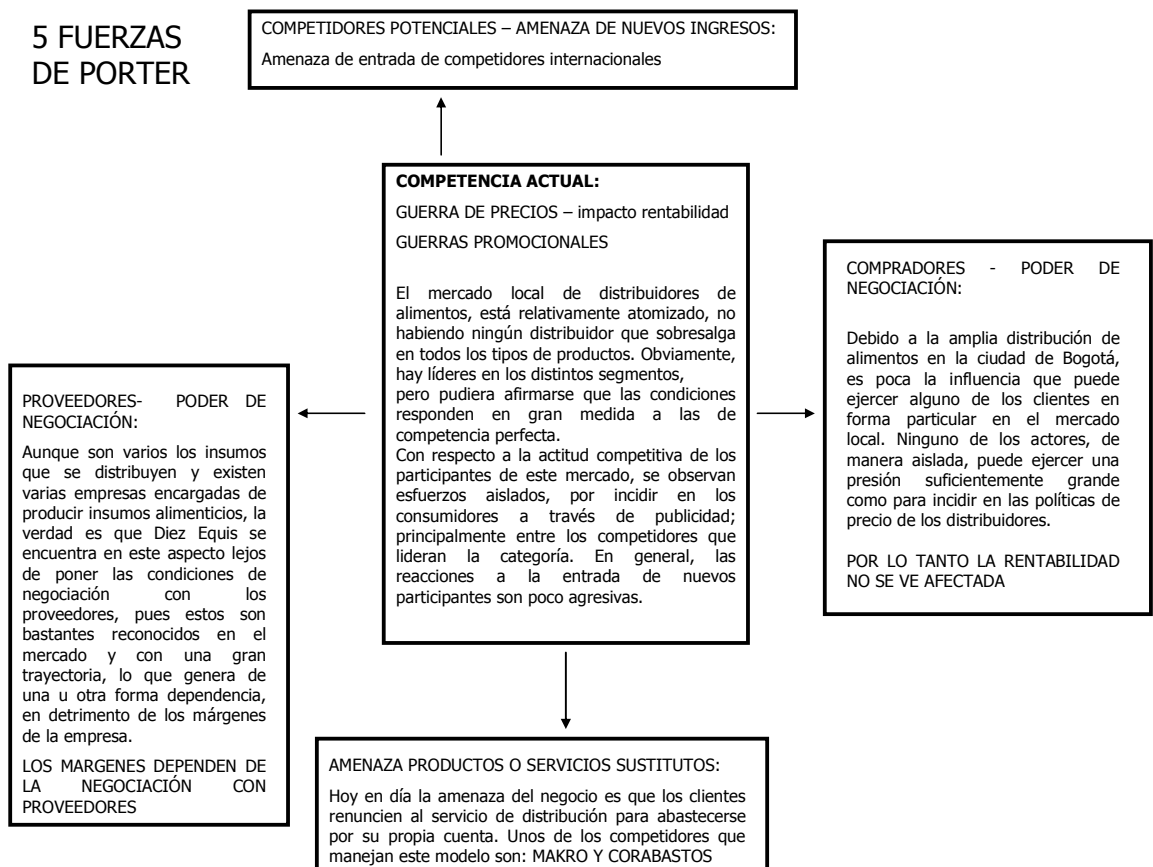 5 FUERZAS
DE PORTER
COMPETIDORES POTENCIALES – AMENAZA DE NUEVOS INGRESOS:
Amenaza de entrada de competidores internacionales
COMPETENCIA ACTUAL:
GUERRA DE PRECIOS – impacto rentabilidad
GUERRAS PROMOCIONALES
El mercado local de distribuidores de
alimentos, está relativamente atomizado, no
habiendo ningún distribuidor que sobresalga
en todos los tipos de productos. Obviamente,
hay líderes en los distintos segmentos,
pero pudiera afirmarse que las condiciones
responden en gran medida a las de
competencia perfecta.
Con respecto a la actitud competitiva de los
participantes de este mercado, se observan
esfuerzos aislados, por incidir en los
consumidores a través de publicidad;
principalmente entre los competidores que
lideran la categoría. En general, las
reacciones a la entrada de nuevos
participantes son poco agresivas.
COMPRADORES - PODER DE
NEGOCIACIÓN:
Debido a la amplia distribución de
alimentos en la ciudad de Bogotá,
es poca la influencia que puede
ejercer alguno de los clientes en
forma particular en el mercado
local. Ninguno de los actores, de
manera aislada, puede ejercer una
presión suficientemente grande
como para incidir en las políticas de
precio de los distribuidores.
POR LO TANTO LA RENTABILIDAD
NO SE VE AFECTADA
PROVEEDORES- PODER DE
NEGOCIACIÓN:
Aunque son varios los insumos
que se distribuyen y existen
varias empresas encargadas de
producir insumos alimenticios, la
verdad es que Diez Equis se
encuentra en este aspecto lejos
de poner las condiciones de
negociación con los
proveedores, pues estos son
bastantes reconocidos en el
mercado y con una gran
trayectoria, lo que genera de
una u otra forma dependencia,
en detrimento de los márgenes
de la empresa.
LOS MARGENES DEPENDEN DE
LA NEGOCIACIÓN CON
PROVEEDORES
AMENAZA PRODUCTOS O SERVICIOS SUSTITUTOS:
Hoy en día la amenaza del negocio es que los clientes
renuncien al servicio de distribución para abastecerse
por su propia cuenta. Unos de los competidores que
manejan este modelo son: MAKRO Y CORABASTOS